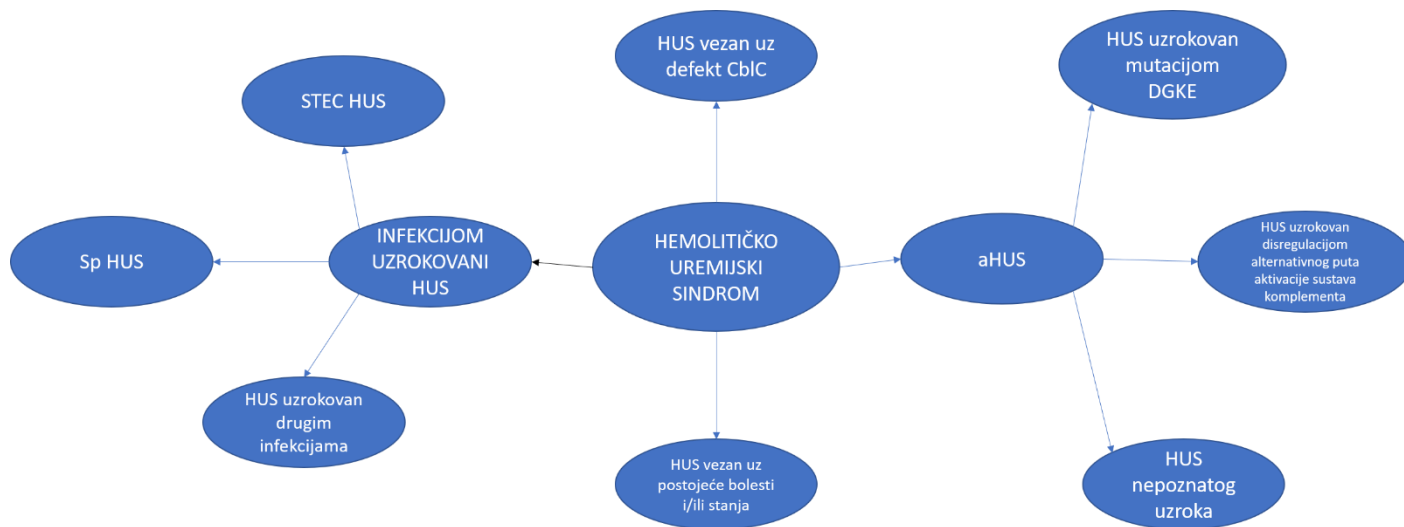 HUS vezan uz
defekt CblC
HUS uzrokovan
mutacijom
DGKE
STEC HUS
Sp HUS
INFEKCIJOM
UZROKOVANI
HUS
HEMOLITIČKO
UREMIJSKI
SINDROM
aHUS
HUS uzrokovan
disregulacijom
alternativnog puta
aktivacije sustava
komplementa
HUS uzrokovan
drugim
infekcijama
HUS vezan uz
postojeće bolesti
i/ili stanja
HUS
nepoznatog
uzroka